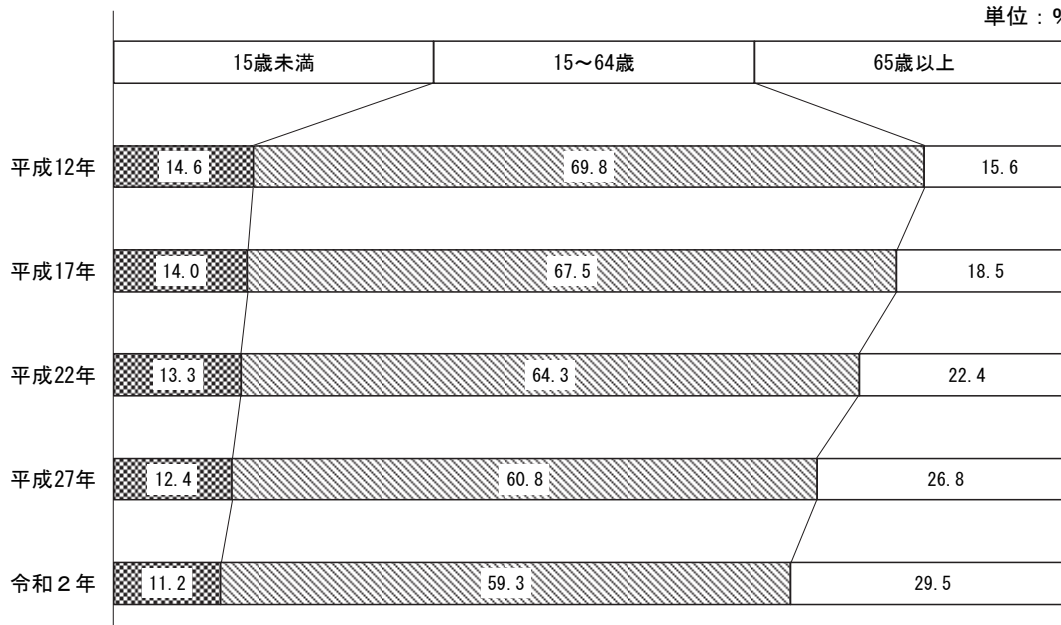 単位：%
15歳未満 15～64歳 65歳以上
平成12年 14.6 69.8 15.6
平成17年 14.0 67.5 18.5
平成22年 13.3 64.3 22.4
平成27年 12.4 60.8 26.8
令和２年 11.2 59.3 29.5